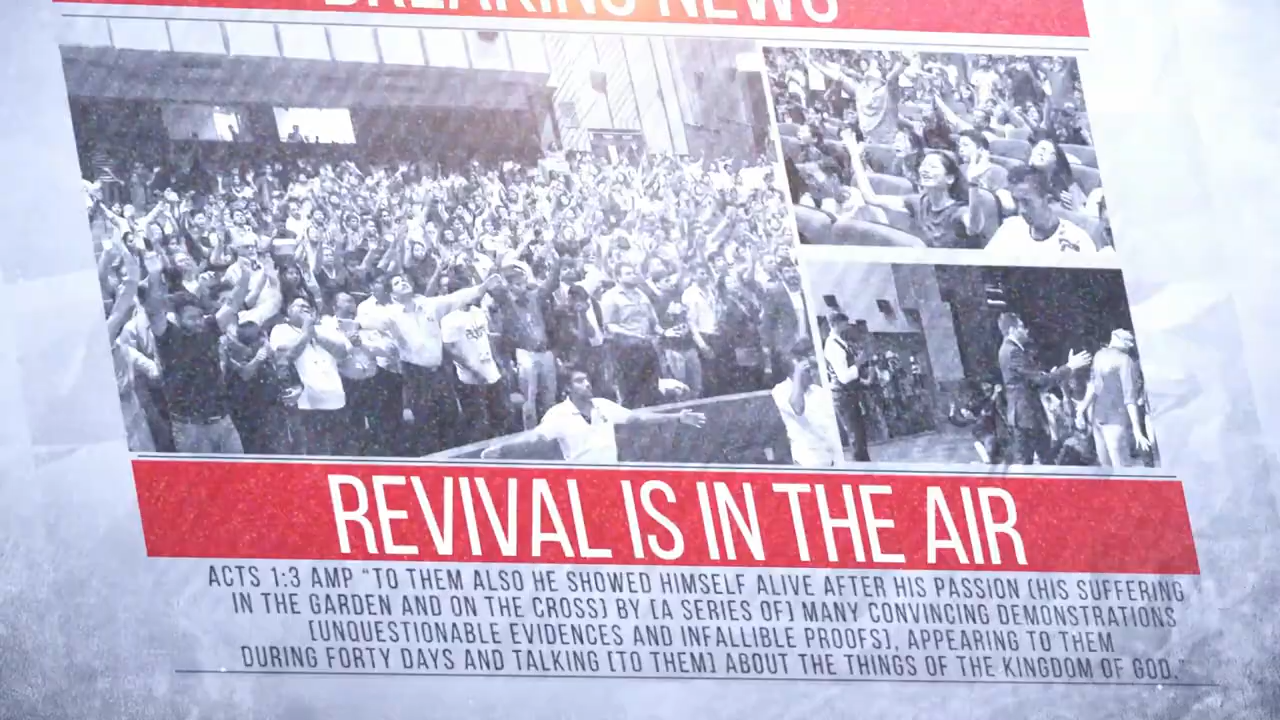 BREAKING NEWS
REVIVAL IS IN THE AIR
ACTS 1:3 AMP "TO THEM ALSO HE SHOWED HIMSELF ALIVE AFTER HIS PASSION (HIS SUFFERING
IN THE GARDEN AND ON THE CROSS) BY [A SERIES OF] MANY CONVINCING DEMONSTRATIONS
[UNQUESTIONABLE EVIDENCES AND INFALLIBLE PROOFS], APPEARING TO THEM
DURING FORTY DAYS AND TALKING [TO THEM] ABOUT THE THINGS OF THE KINGDOM OF GOD."